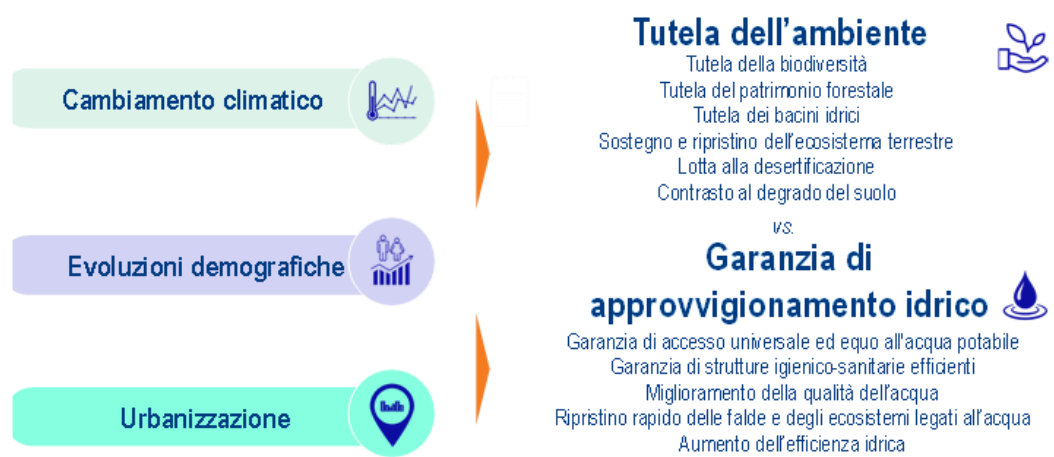 Cambiamento climatico
Evoluzioni demografiche
Urbanizzazione
Tutela dell'ambiente
Tutela della biodiversità
Tutela del patrimonio forestale
Tutela dei bacini idrici
Sostegno e ripristino dell'ecosistema terrestre
Lotta alla desertificazione
Contrasto al degrado del suolo
vs.
Garanzia di
approvvigionamento idrico
Garanzia di accesso universale ed equo all'acqua potabile
Garanzia di strutture igienico-sanitarie efficienti
Miglioramento della qualità dell'acqua
Ripristino rapido delle falde e degli ecosistemi legati all'acqua
Aumento dell'efficienza idrica